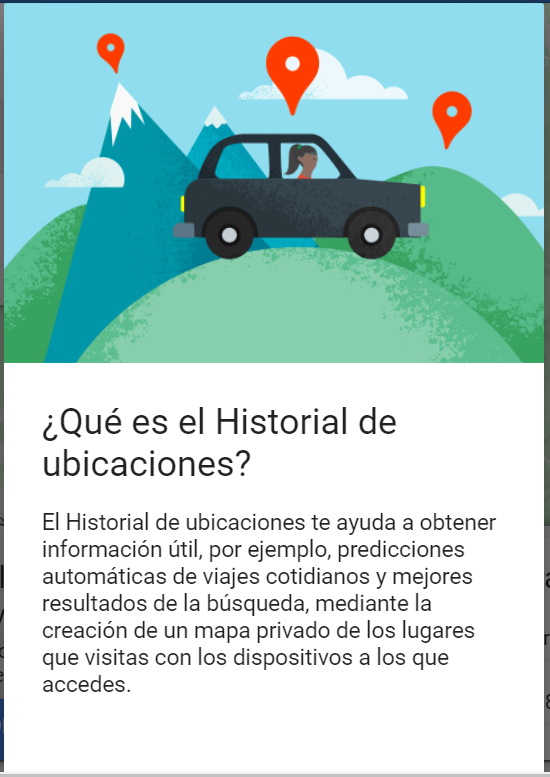 ¿Qué es el Historial de
ubicaciones?
El Historial de ubicaciones te ayuda a obtener
información útil, por ejemplo, predicciones
automáticas de viajes cotidianos y mejores
resultados de la búsqueda, mediante la
creación de un mapa privado de los lugares
que visitas con los dispositivos a los que
accedes.